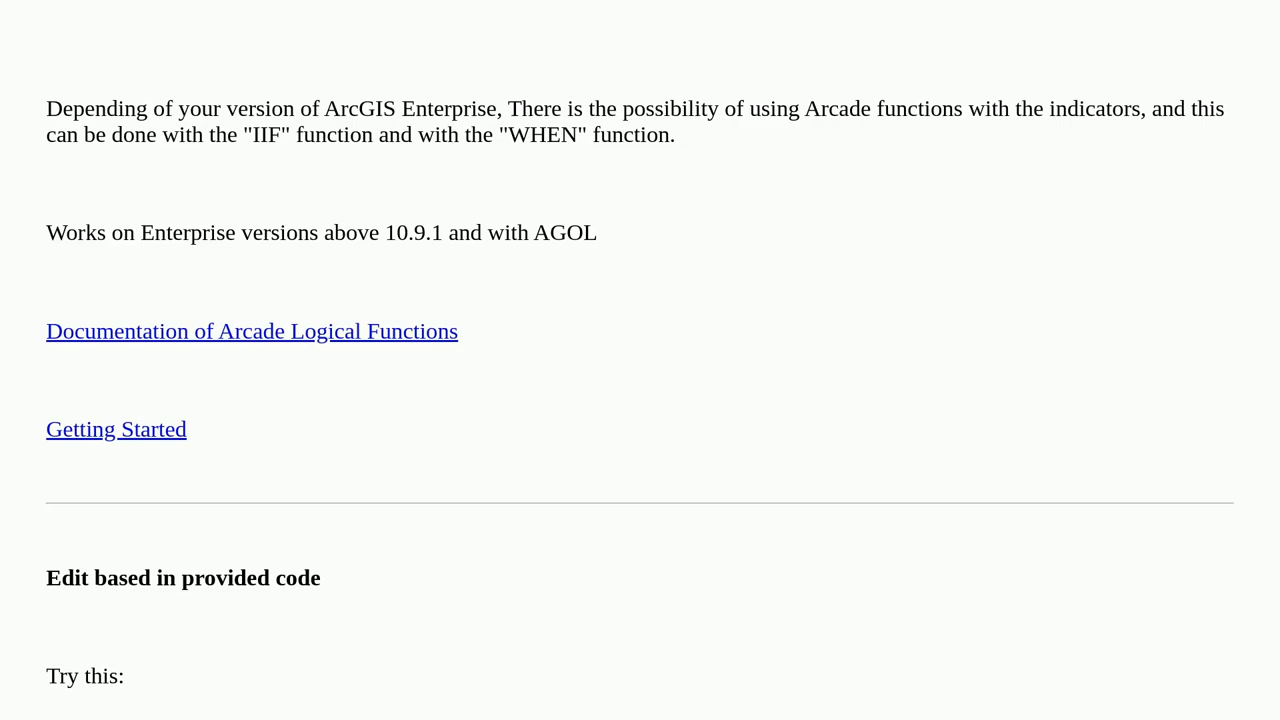 Depending of your version of ArcGIS Enterprise, There is the possibility of using Arcade functions with the indicators, and this
can be done with the "IIF" function and with the "WHEN" function.
Works on Enterprise versions above 10.9.1 and with AGOL
Documentation of Arcade Logical Functions
Getting Started
Edit based in provided code
Try this: